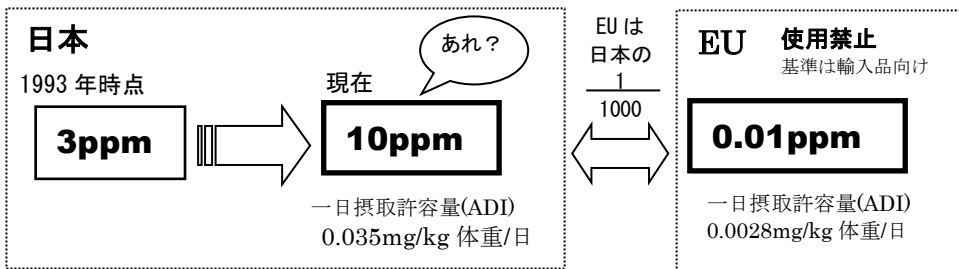 日本
1993 年時点
3ppm
現在
あれ？
10ppm
一日摂取許容量(ADI)
0.035mg/kg 体重/日
EU は
日本の
1
1000
EU 使用禁止
基準は輸入品向け
0.01ppm
一日摂取許容量(ADI)
0.0028mg/kg 体重/日